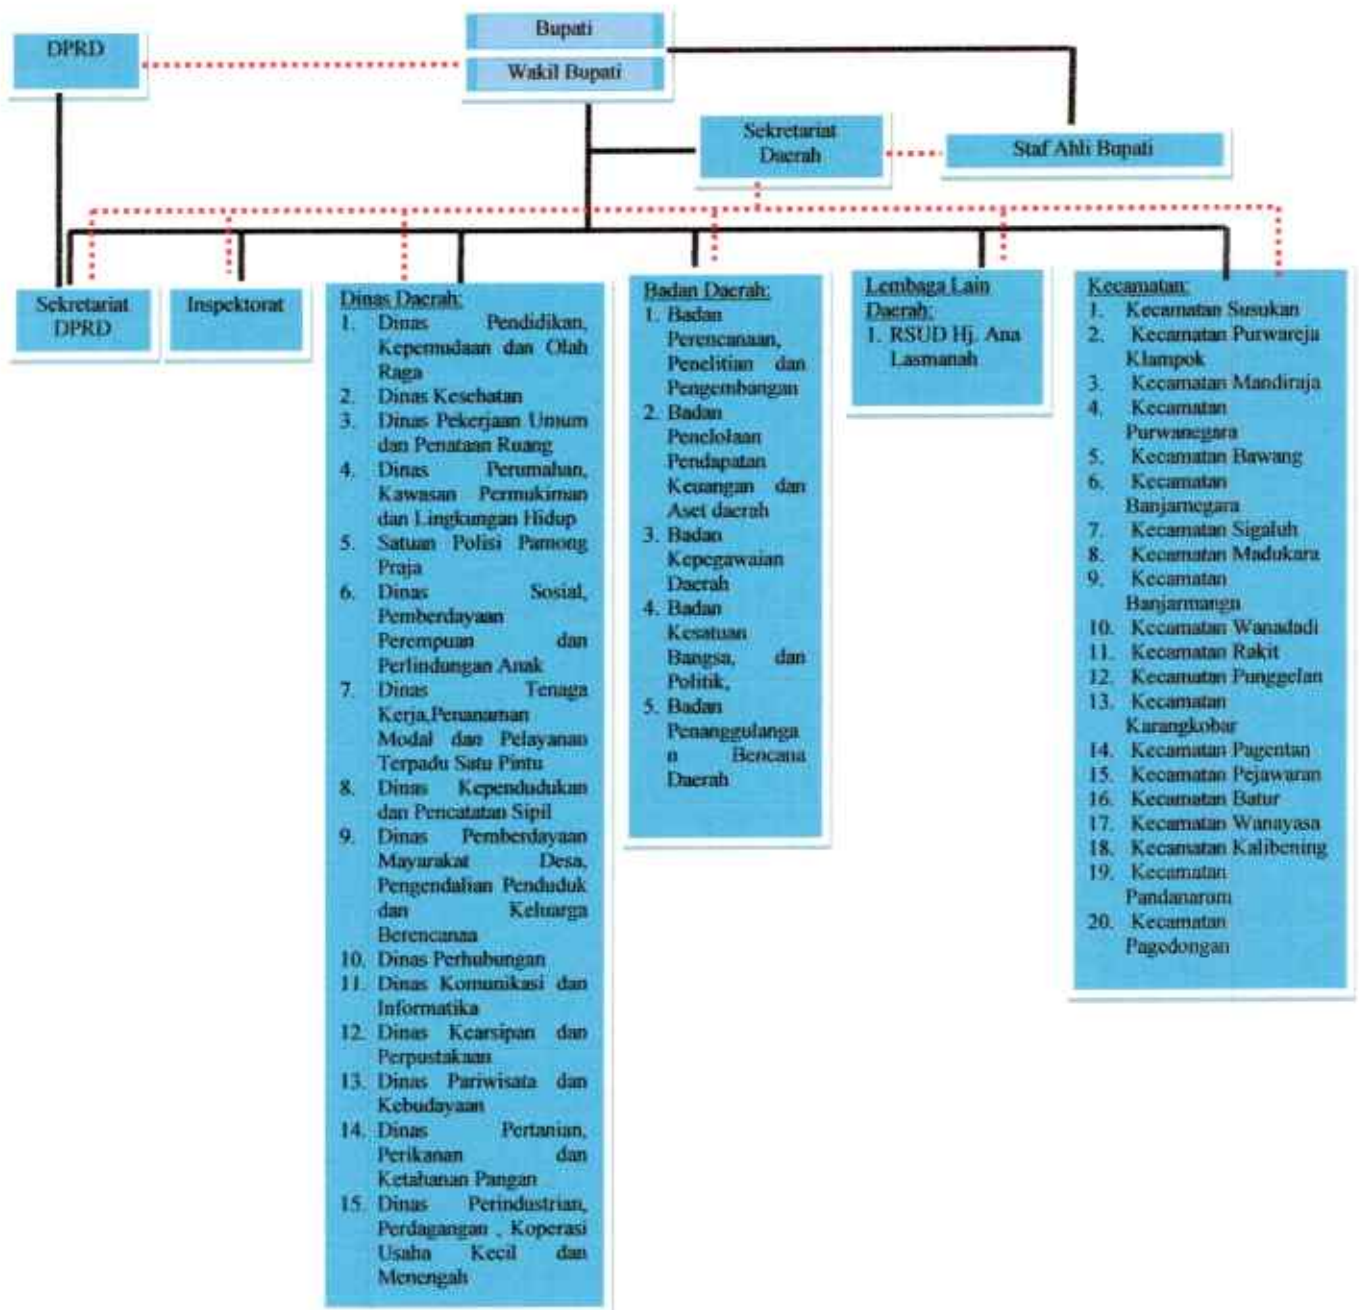 DPRD
Bupati
Wakil Bupati
Sekretariat
Daerah
Staf Ahli Bupati
Sekretariat
DPRD
Inspektorat
Dinas Daerah:
1. Dinas Pendidikan,
Kepemudaan dan Olah
Raga
2. Dinas Kesehatan
3. Dinas Pekerjaan Umum
dan Penataan Ruang
4. Dinas Perumahan,
Kawasan Permukiman
dan Lingkungan Hidup
5. Satuan Polisi Pamong
Praja
6. Dinas Sosial,
Pemberdayaan
Perempuan dan
Perlindungan Anak
7. Dinas Tenaga
Kerja,Penanaman
Modal dan Pelayanan
Terpadu Satu Pintu
8. Dinas Kependudukan
dan Pencatatan Sipil
9. Dinas Pemberdayaan
Mayarakat Desa,
Pengendalian Penduduk
dan Keluarga
Berencanaa
10. Dinas Perhubungan
11. Dinas Komunikasi dan
Informatika
12. Dinas Kearsipan dan
Perpustakaan
13. Dinas Pariwisata dan
Kebudayaan
14. Dinas Pertanian,
Perikanan dan
Ketahanan Pangan
15. Dinas Perindustrian,
Perdagangan , Koperasi
Usaha Kecil dan
Menengah
Badan Daerah:
1. Badan
Perencanaan,
Penelitian dan
Pengembangan
2. Badan
Penclolaan
Pendapatan
Keuangan dan
Aset daerah
3. Badan
Kepegawaian
Daerah
4. Badan
Kesatuan
Bangsa, dan
Politik,
5. Badan
Penanggulanga
n Bencana
Daerah
Lembaga Lain
Daerah:
1. RSUD Hj. Ana
Lasmanah
Kecamatan:
1. Kecamatan Susukan
2. Kecamatan Purwareja
Klampok
3. Kecamatan Mandiraja
4. Kecamatan
Purwanegara
5. Kecamatan Bawang
6. Kecamatan
Banjarnegara
7. Kecamatan Sigaluh
8. Kecamatan Madukara
9. Kecamatan
Banjarmangu
10. Kecamatan Wanadadi
11. Kecamatan Rakit
12. Kecamatan Punggelan
13. Kecamatan
Karangkobar
14. Kecamatan Pagentan
15. Kecamatan Pejawaran
16. Kecamatan Batur
17. Kecamatan Wanayasa
18. Kecamatan Kalibening
19. Kecamatan
Pandanarum
20. Kecamatan
Pagedongan